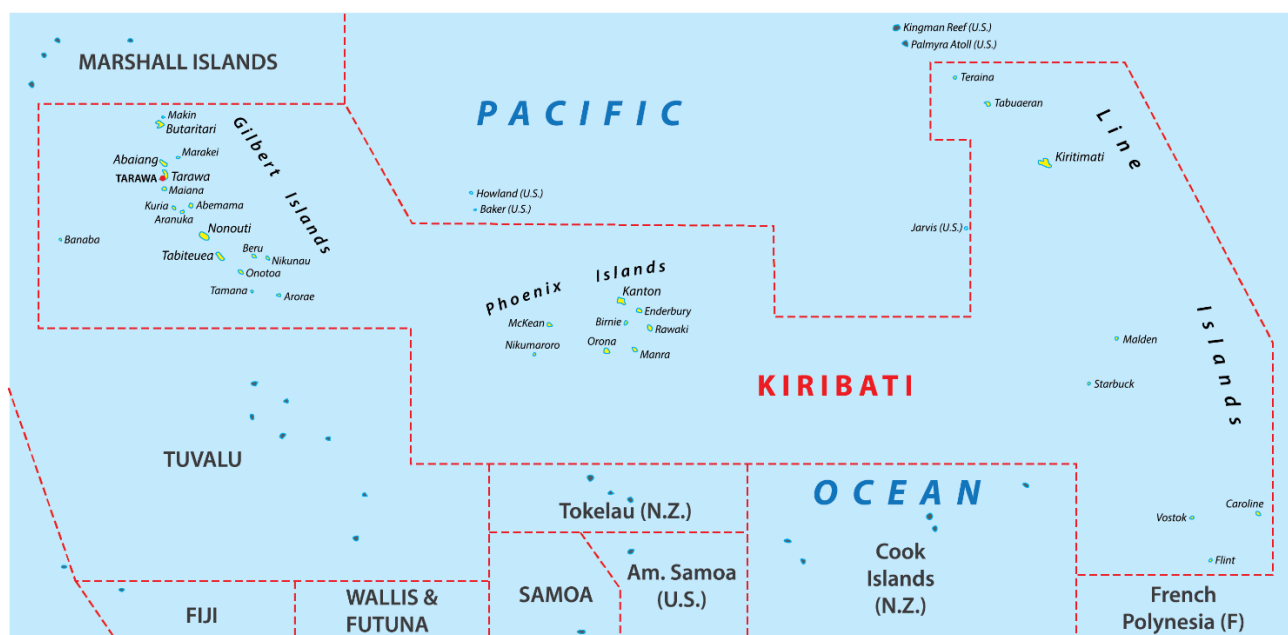 Kingman Reef (U.S.)
Palmyra Atoll (U.S.)
MARSHALL ISLANDS
Teraina
PACIFIC
Tabuaeran
Line
Makin
Butaritari
Gilbert Islands
Marakei
Abaiang
Kiritimati
TARAWA
Tarawa
Maiana
Howland (U.S.)
Baker (U.S.)
Kuria
Abemama
Aranuka
Nonouti
Jarvis (U.S.)
Banaba
Beru
Tabiteuea
Nikunau
Onotoa
Phoenix Islands
Tamana
Arorae
Kanton
Enderbury
McKean
Birnie
Rawaki
Islands
Nikumaroro
Orona
Manra
Malden
KIRIBATI
Starbuck
TUVALU
OCEAN
Tokelau (N.Z.)
Caroline
Vostok
Cook
Islands
(N.Z.)
Flint
Am. Samoa
(U.S.)
SAMOA
WALLIS &
FUTUNA
FIJI
French
Polynesia (F)